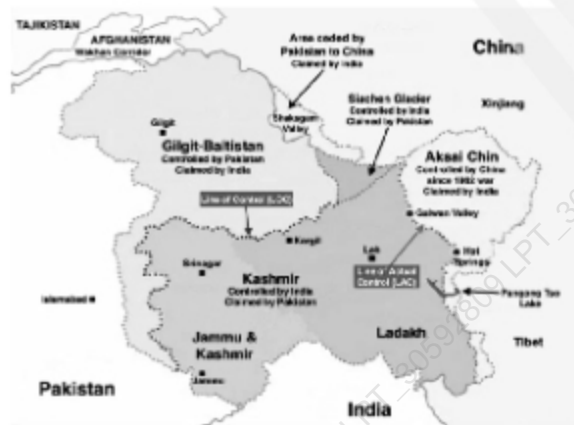 TAJIKISTAN
AFGHANISTAN
Wakhan Corridor
Area ceded by
Pakistan to China
Claimed by India
China
Siachen Glacier
Controlled by India
Claimed by Pakistan
Xinjiang
Shaksgam
Valley
Gilgit
Gilgit-Baltistan
Controlled by Pakistan
Claimed by India
Aksai Chin
Controlled by China
since 1962 war
Claimed by India
Line of Control (LOC)
Galwan Valley
Kargil
Leh
Hot
Springs
Srinagar
Line of Actual
Control (LAC)
Kashmir
Controlled by India
Claimed by Pakistan
Islamabad
Pangong Tso
Lake
Jammu &
Kashmir
Ladakh
Tibet
Jammu
Pakistan
India